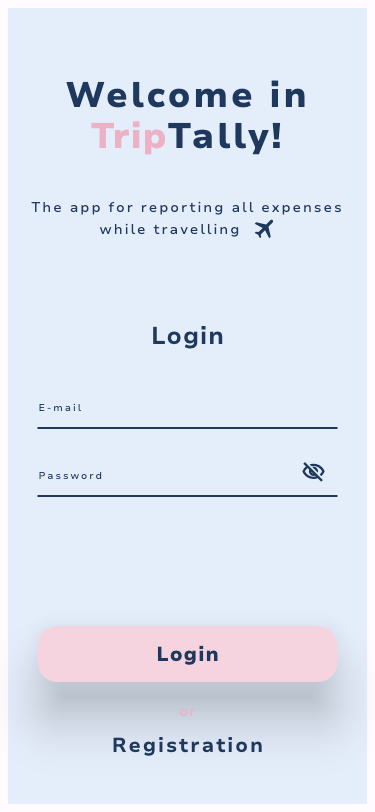 Welcome in
TripTally!
The app for reporting all expenses
while travelling
Login
E-mail
Password
Login
or
Registration